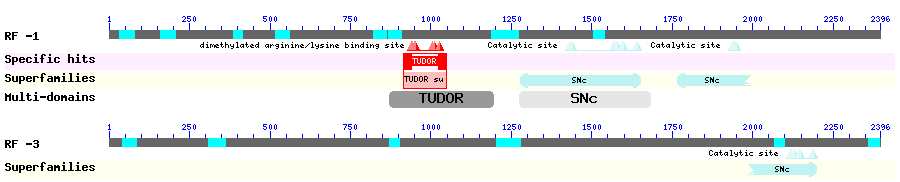 1 250 500 750 1000 1250 1500 1750 2000 2250 2396
RF -1
dimethylated arginine/lysine binding site Catalytic site Catalytic site
Specific hits TUDOR
Superfamilies TUDOR su SNc SNc
Multi-domains TUDOR SNc
1 250 500 750 1000 1250 1500 1750 2000 2250 2396
RF -3
Catalytic site
Superfamilies SNc